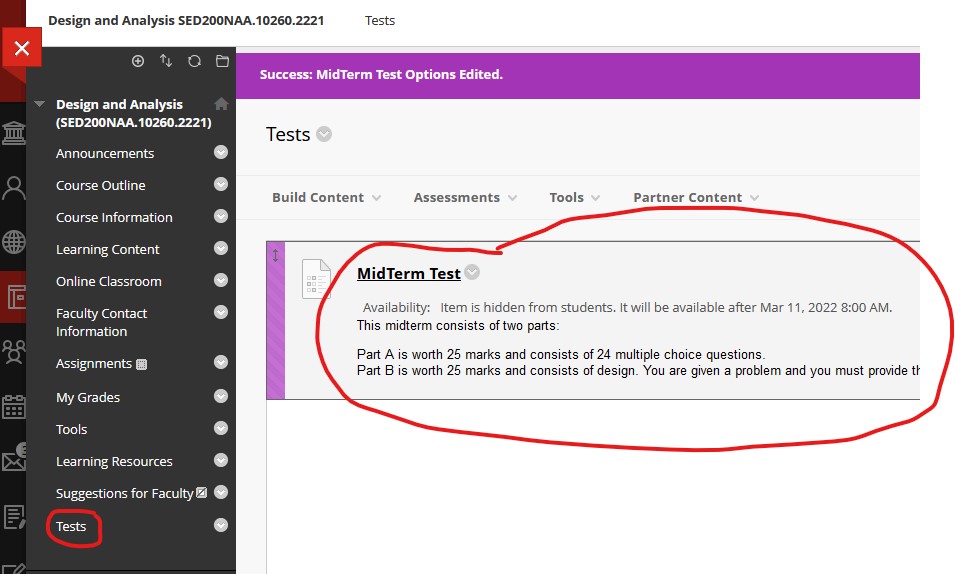 Design and Analysis SED200NAA.10260.2221 Tests
Success: MidTerm Test Options Edited.
Design and Analysis
(SED200NAA.10260.2221)
Announcements
Course Outline
Course Information
Learning Content
Online Classroom
Faculty Contact
Information
Assignments
My Grades
Tools
Learning Resources
Suggestions for Faculty
Tests
Tests
Build Content Assessments Tools Partner Content
MidTerm Test
Availability: Item is hidden from students. It will be available after Mar 11, 2022 8:00 AM.
This midterm consists of two parts:
Part A is worth 25 marks and consists of 24 multiple choice questions.
Part B is worth 25 marks and consists of design. You are given a problem and you must provide th